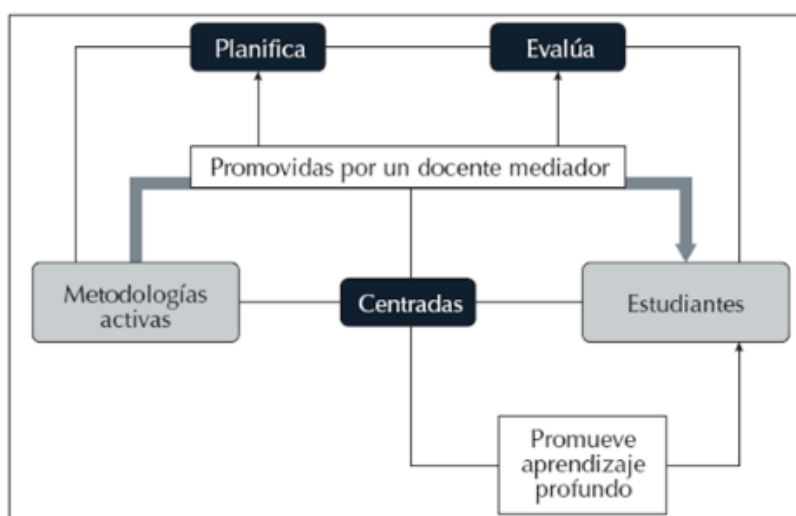 Planifica
Evalúa
Promovidas por un docente mediador
Metodologías
activas
Centradas
Estudiantes
Promueve
aprendizaje
profundo